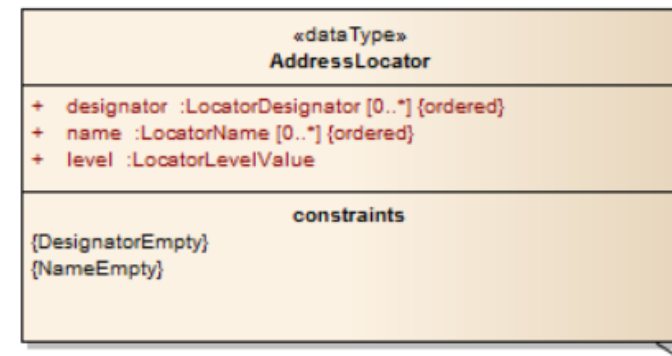 «dataType»
AddressLocator
+ designator :LocatorDesignator [0..*] {ordered}
+ name :LocatorName [0..*] {ordered}
+ level :LocatorLevelValue
constraints
{DesignatorEmpty}
{NameEmpty}